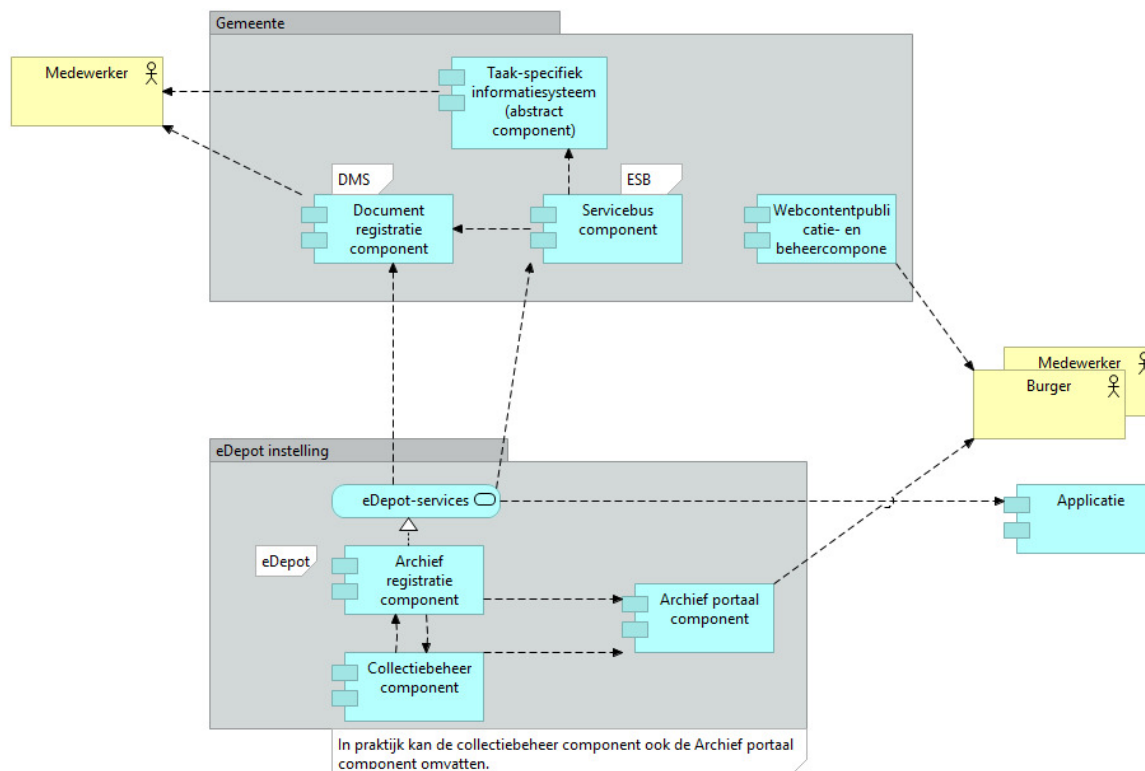 Gemeente
Medewerker
Taak-specifiek
informatiesysteem
(abstract
component)
DMS
ESB
Document
registratie
component
Servicebus
component
Webcontentpubli
catie- en
beheercompone
Medewerker
Burger
eDepot instelling
eDepot-services
Applicatie
eDepot
Archief
registratie
component
Archief portaal
component
Collectiebeheer
component
In praktijk kan de collectiebeheer component ook de Archief portaal
component omvatten.